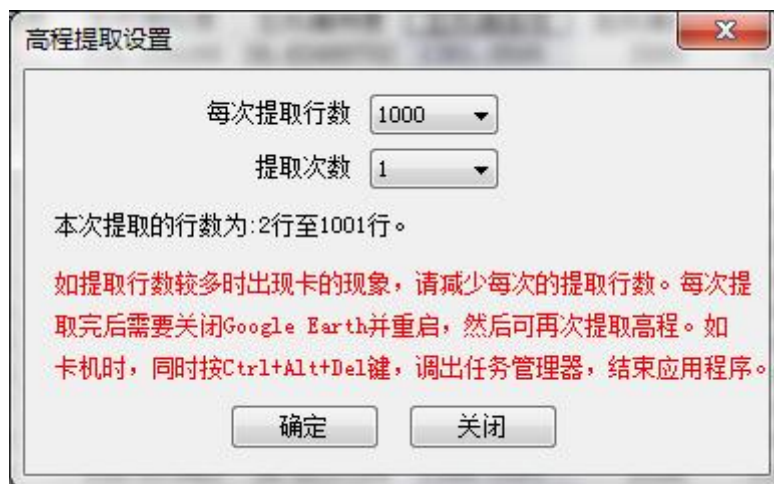 高程提取设置
每次提取行数 1000
提取次数 1
本次提取的行数为:2行至1001行。
如提取行数较多时出现卡的现象，请减少每次的提取行数。每次提
取完后需要关闭Google Earth并重启，然后可再次提取高程。如
卡机时，同时按Ctrl+Alt+Del键，调出任务管理器，结束应用程序。
确定 关闭